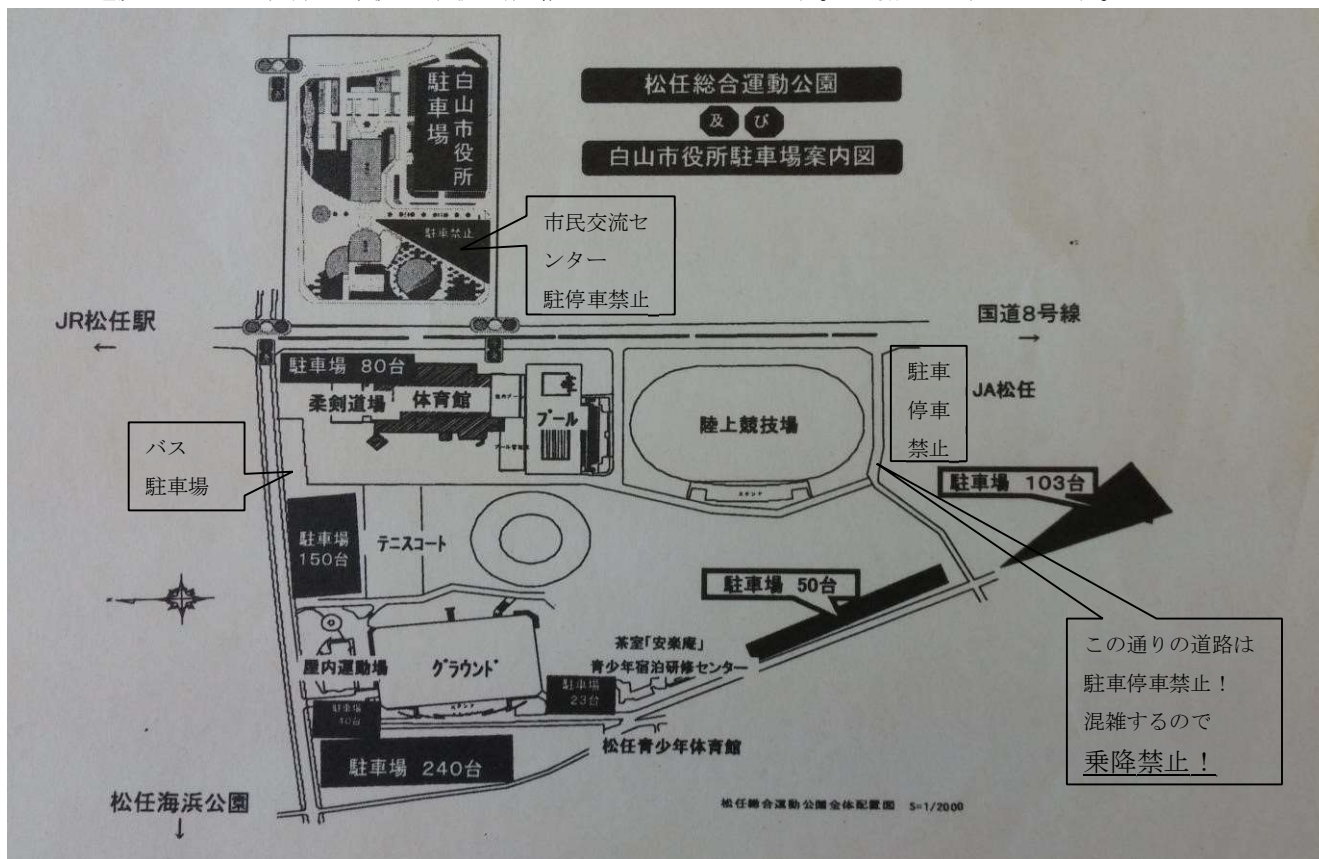 松任総合運動公園
及 び
白山市役所駐車場案内図
白山市役所
駐車場
駐車禁止
市民交流セ
ンター
駐停車禁止
JR松任駅
←
国道8号線
→
駐車場 80台
柔剣道場
体育館
プール
陸上競技場
スタンド
駐車
停車
禁止
JA松任
バス
駐車場
駐車場 103台
駐車場
150台
テニスコート
駐車場 50台
この通りの道路は
駐車停車禁止！
混雑するので
乗降禁止！
茶室「安楽庵」
青少年宿泊研修センター
屋内運動場
グラウンド
駐車場
23台
駐車場
40台
スタンド
松任青少年体育館
駐車場 240台
松任海浜公園
↓
松任総合運動公園全体配置図 S=1/2000